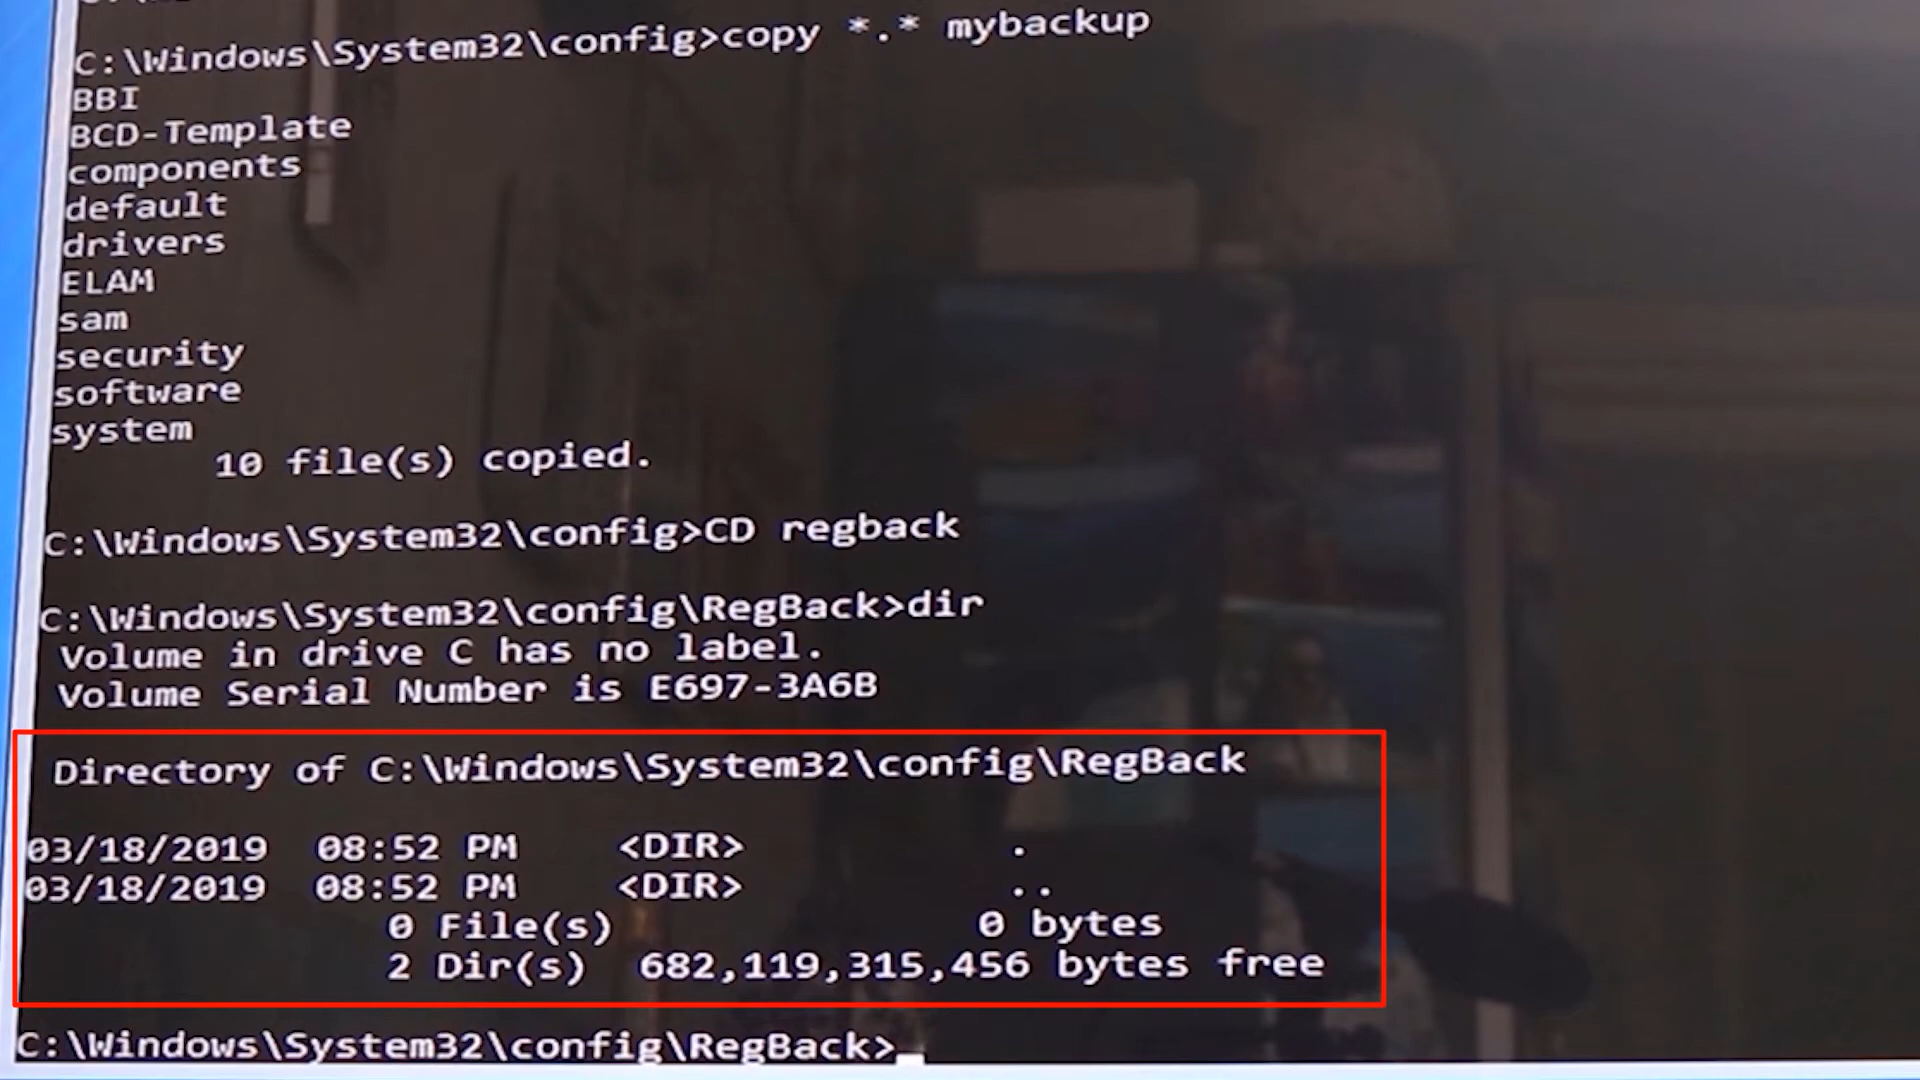 C:\Windows\System32\config>copy *.* mybackup
BBI
BCD-Template
components
default
drivers
ELAM
sam
security
software
system
10 file(s) copied.
C:\Windows\System32\config>CD regback
C:\Windows\System32\config\RegBack>dir
Volume in drive C has no label.
Volume Serial Number is E697-3A6B
Directory of C:\Windows\System32\config\RegBack
03/18/2019 08:52 PM <DIR> .
03/18/2019 08:52 PM <DIR> ..
0 File(s) 0 bytes
2 Dir(s) 682,119,315,456 bytes free
C:\Windows\System32\config\RegBack>